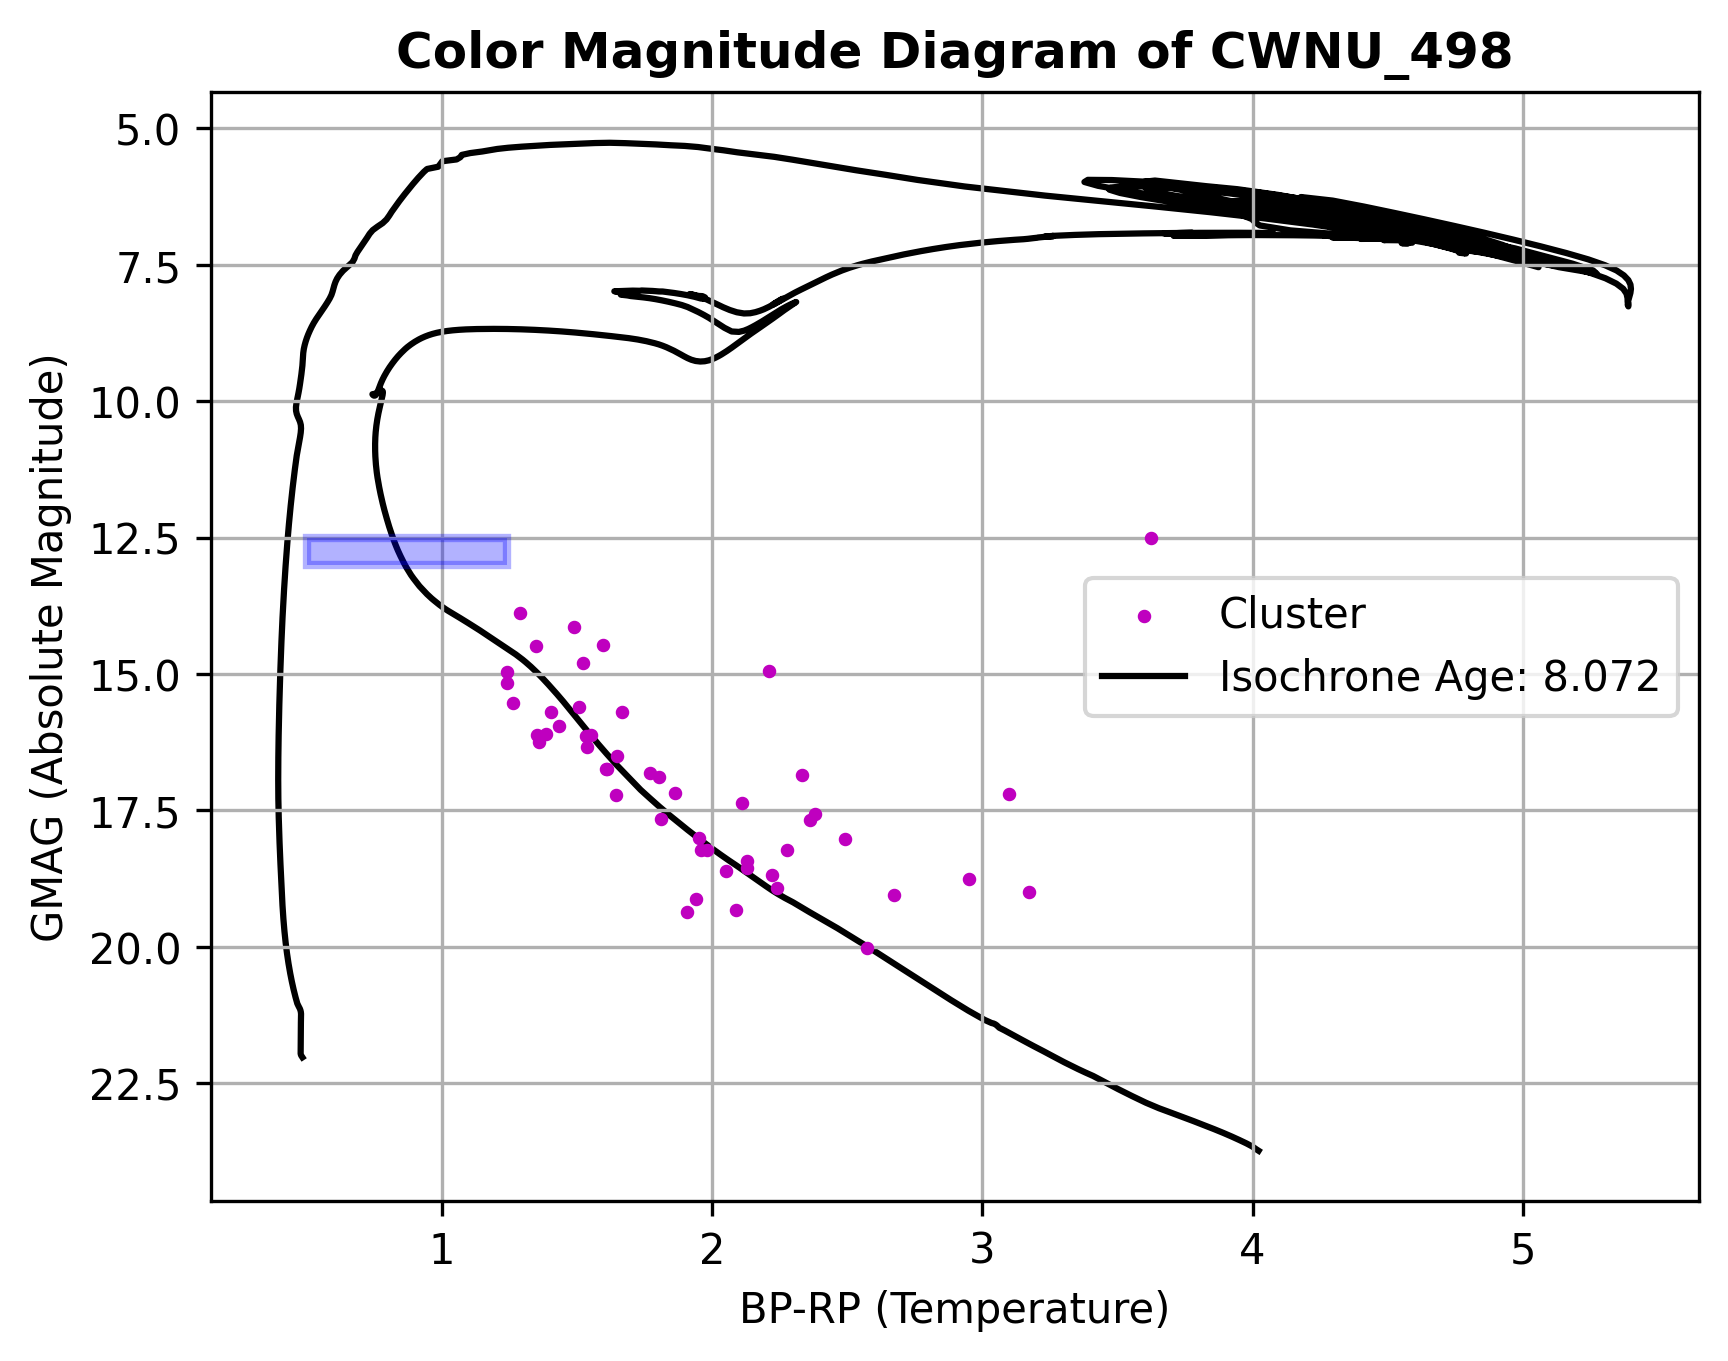 Color Magnitude Diagram of CWNU_498
GMAG (Absolute Magnitude)
5.0
7.5
10.0
12.5
15.0
17.5
20.0
22.5
Cluster
Isochrone Age: 8.072
1 2 3 4 5
BP-RP (Temperature)